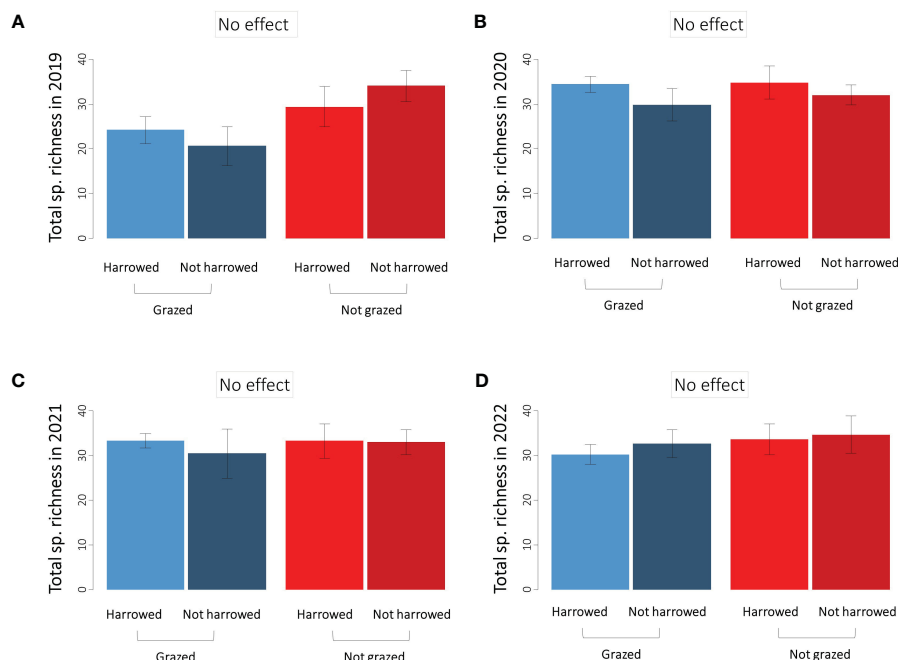 A
No effect
Total sp. richness in 2019
40
30
20
10
0
Harrowed Not harrowed Harrowed Not harrowed
Grazed Not grazed
B
No effect
Total sp. richness in 2020
40
30
20
10
0
Harrowed Not harrowed Harrowed Not harrowed
Grazed Not grazed
C
No effect
Total sp. richness in 2021
40
30
20
10
0
Harrowed Not harrowed Harrowed Not harrowed
Grazed Not grazed
D
No effect
Total sp. richness in 2022
40
30
20
10
0
Harrowed Not harrowed Harrowed Not harrowed
Grazed Not grazed